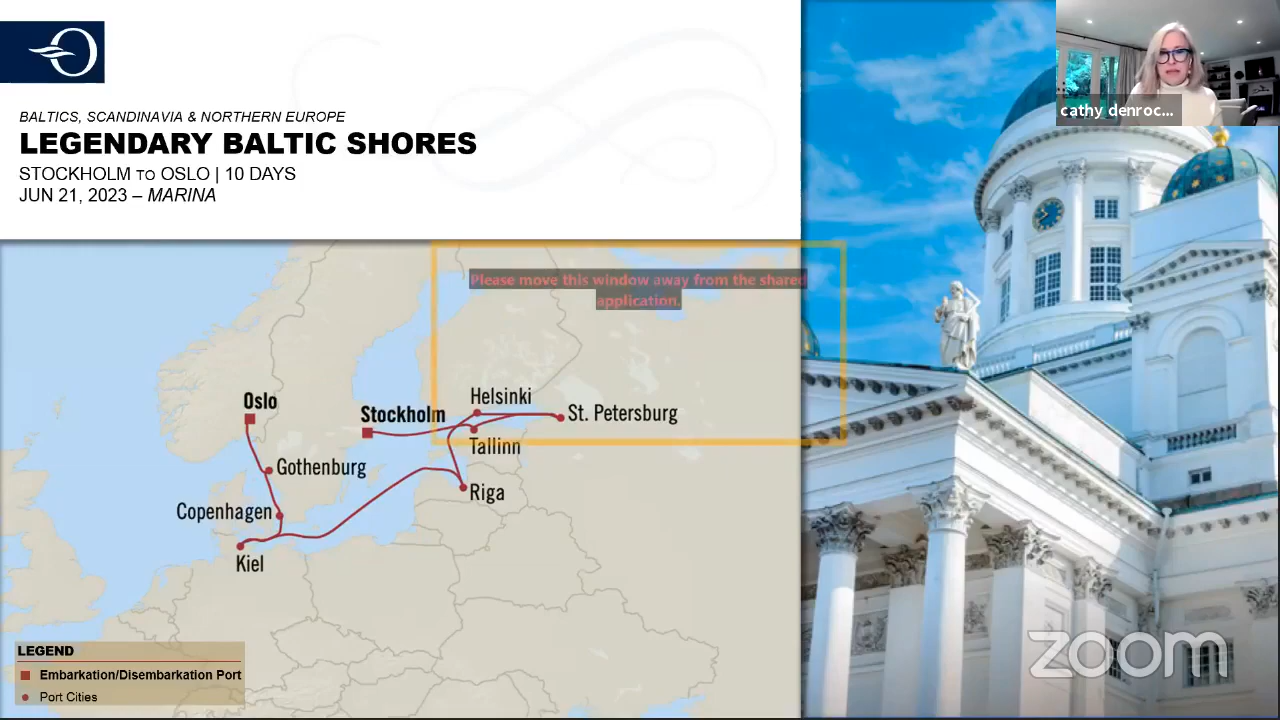 BALTICS, SCANDINAVIA & NORTHERN EUROPE
LEGENDARY BALTIC SHORES
STOCKHOLM TO OSLO | 10 DAYS
JUN 21, 2023 – MARINA
cathy denroc...
Please move this window away from the shared
application.
Oslo
Stockholm
Helsinki
St. Petersburg
Tallinn
Gothenburg
Riga
Copenhagen
Kiel
LEGEND
Embarkation/Disembarkation Port
Port Cities
zoom